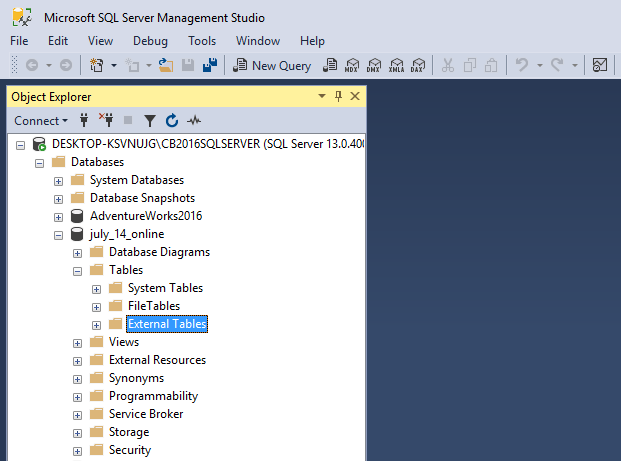 Microsoft SQL Server Management Studio
File Edit View Debug Tools Window Help
New Query MDX DMX XMLA DAX
Object Explorer
Connect
DESKTOP-KSVNUJG\CB2016SQLSERVER (SQL Server 13.0.400
Databases
System Databases
Database Snapshots
AdventureWorks2016
july_14_online
Database Diagrams
Tables
System Tables
FileTables
External Tables
Views
External Resources
Synonyms
Programmability
Service Broker
Storage
Security